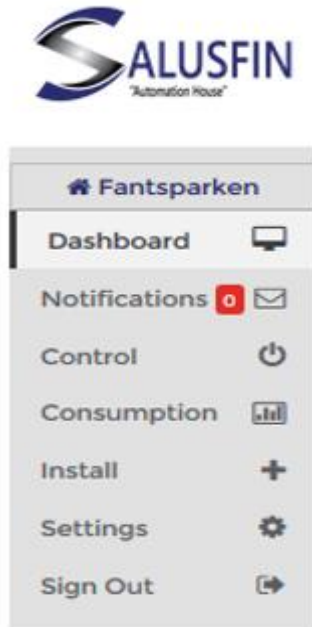 SALUSFIN
"Automation House"
Fantsparken
Dashboard
Notifications 0
Control
Consumption
Install
Settings
Sign Out